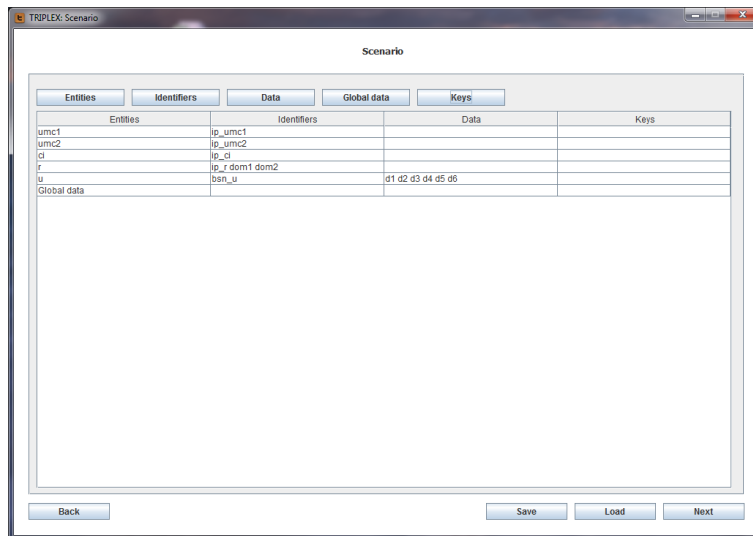 TRIPLEX: Scenario
Scenario
Entities Identifiers Data Global data Keys
Entities Identifiers Data Keys
umc1 ip_umc1
umc2 ip_umc2
ci ip_ci
r ip_r dom1 dom2
u bsn_u d1 d2 d3 d4 d5 d6
Global data
Back Save Load Next